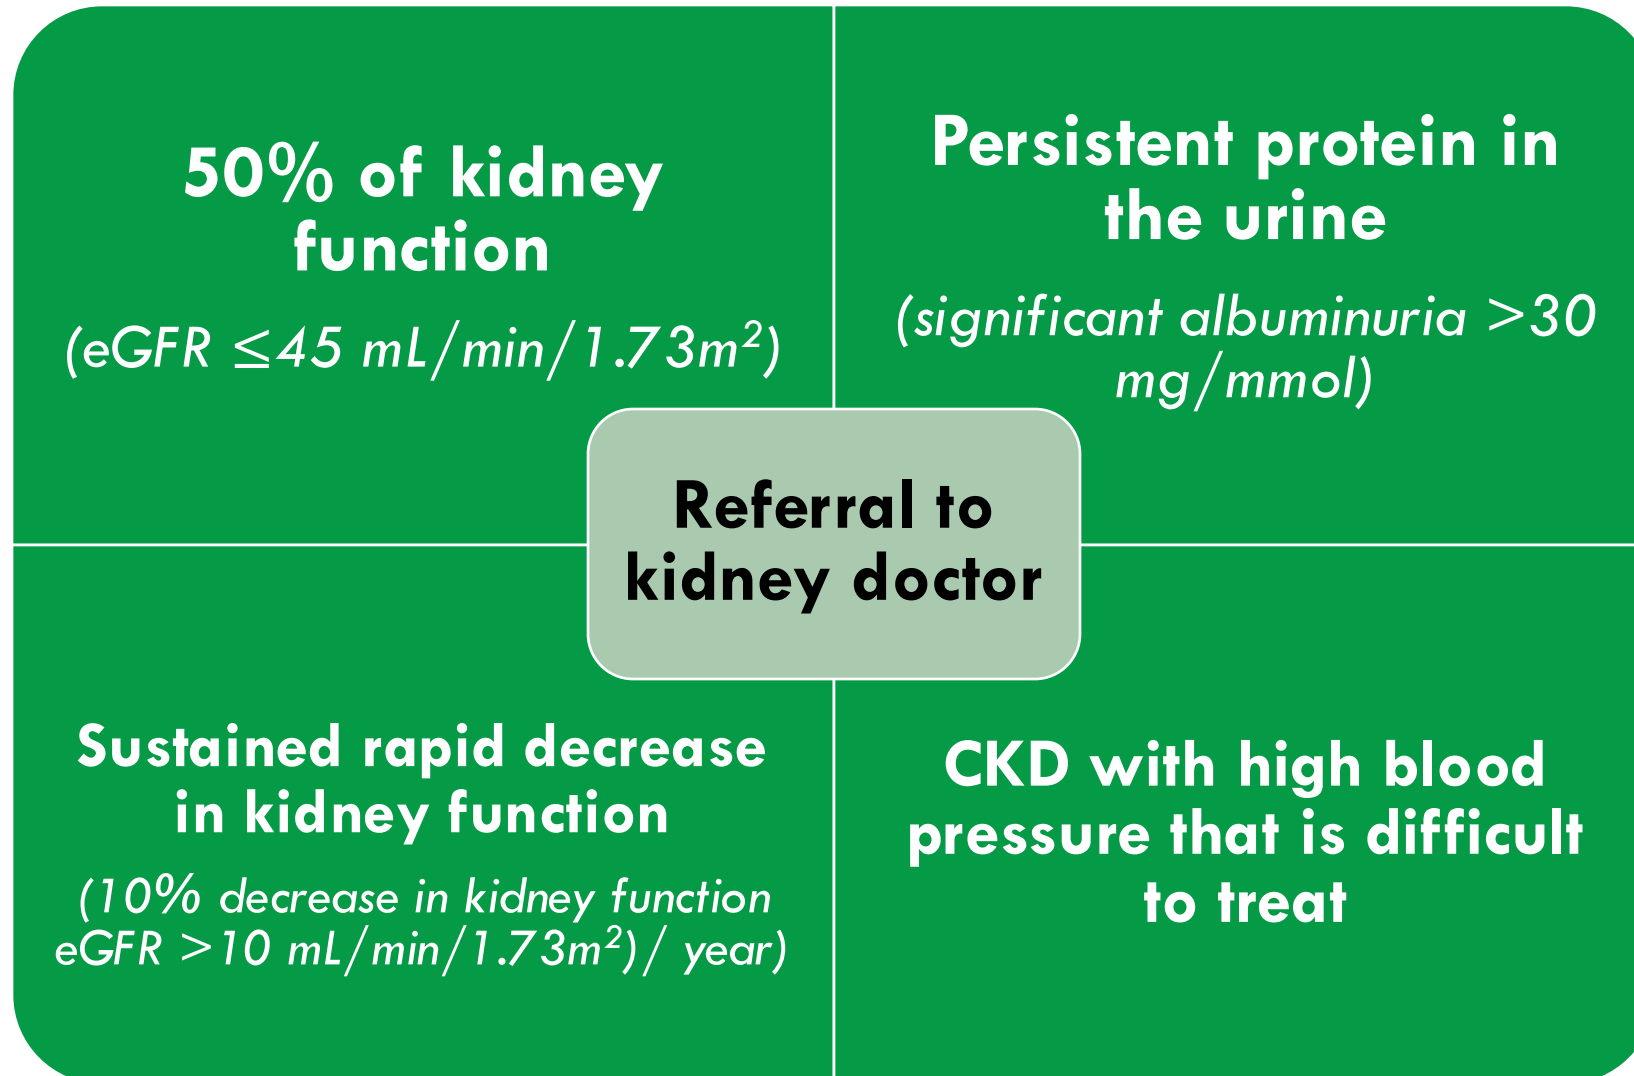 50% of kidney
function
(eGFR ≤45 mL/min/1.73m²)
Persistent protein in
the urine
(significant albuminuria >30
mg/mmol)
Referral to
kidney doctor
Sustained rapid decrease
in kidney function
(10% decrease in kidney function
eGFR >10 mL/min/1.73m²)/ year)
CKD with high blood
pressure that is difficult
to treat